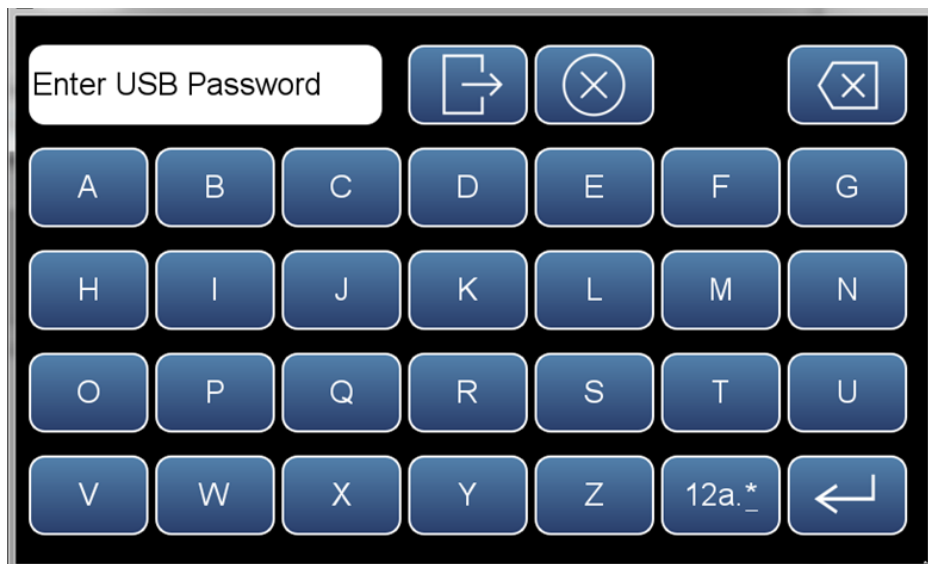 Enter USB Password
A B C D E F G
H I J K L M N
O P Q R S T U
V W X Y Z 12a.*_